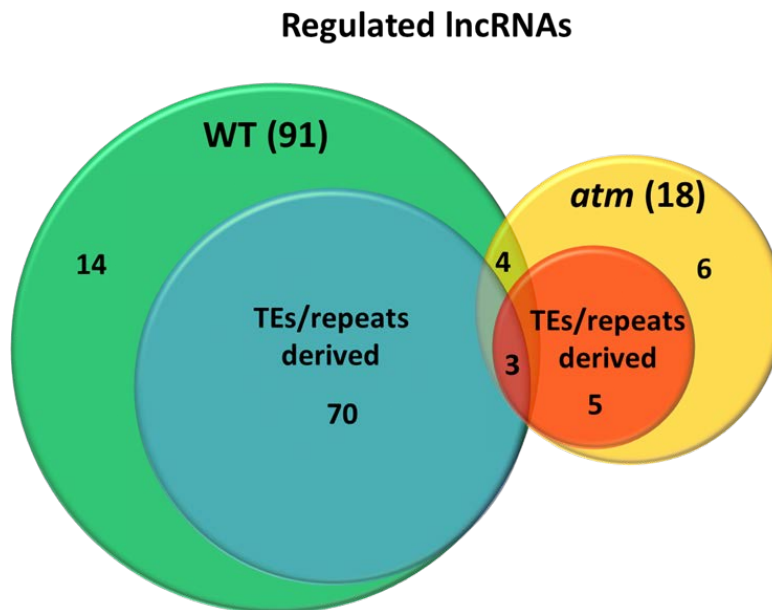 Regulated lncRNAs
WT (91)
atm (18)
14
4
6
TEs/repeats
derived
TEs/repeats
derived
3
70
5